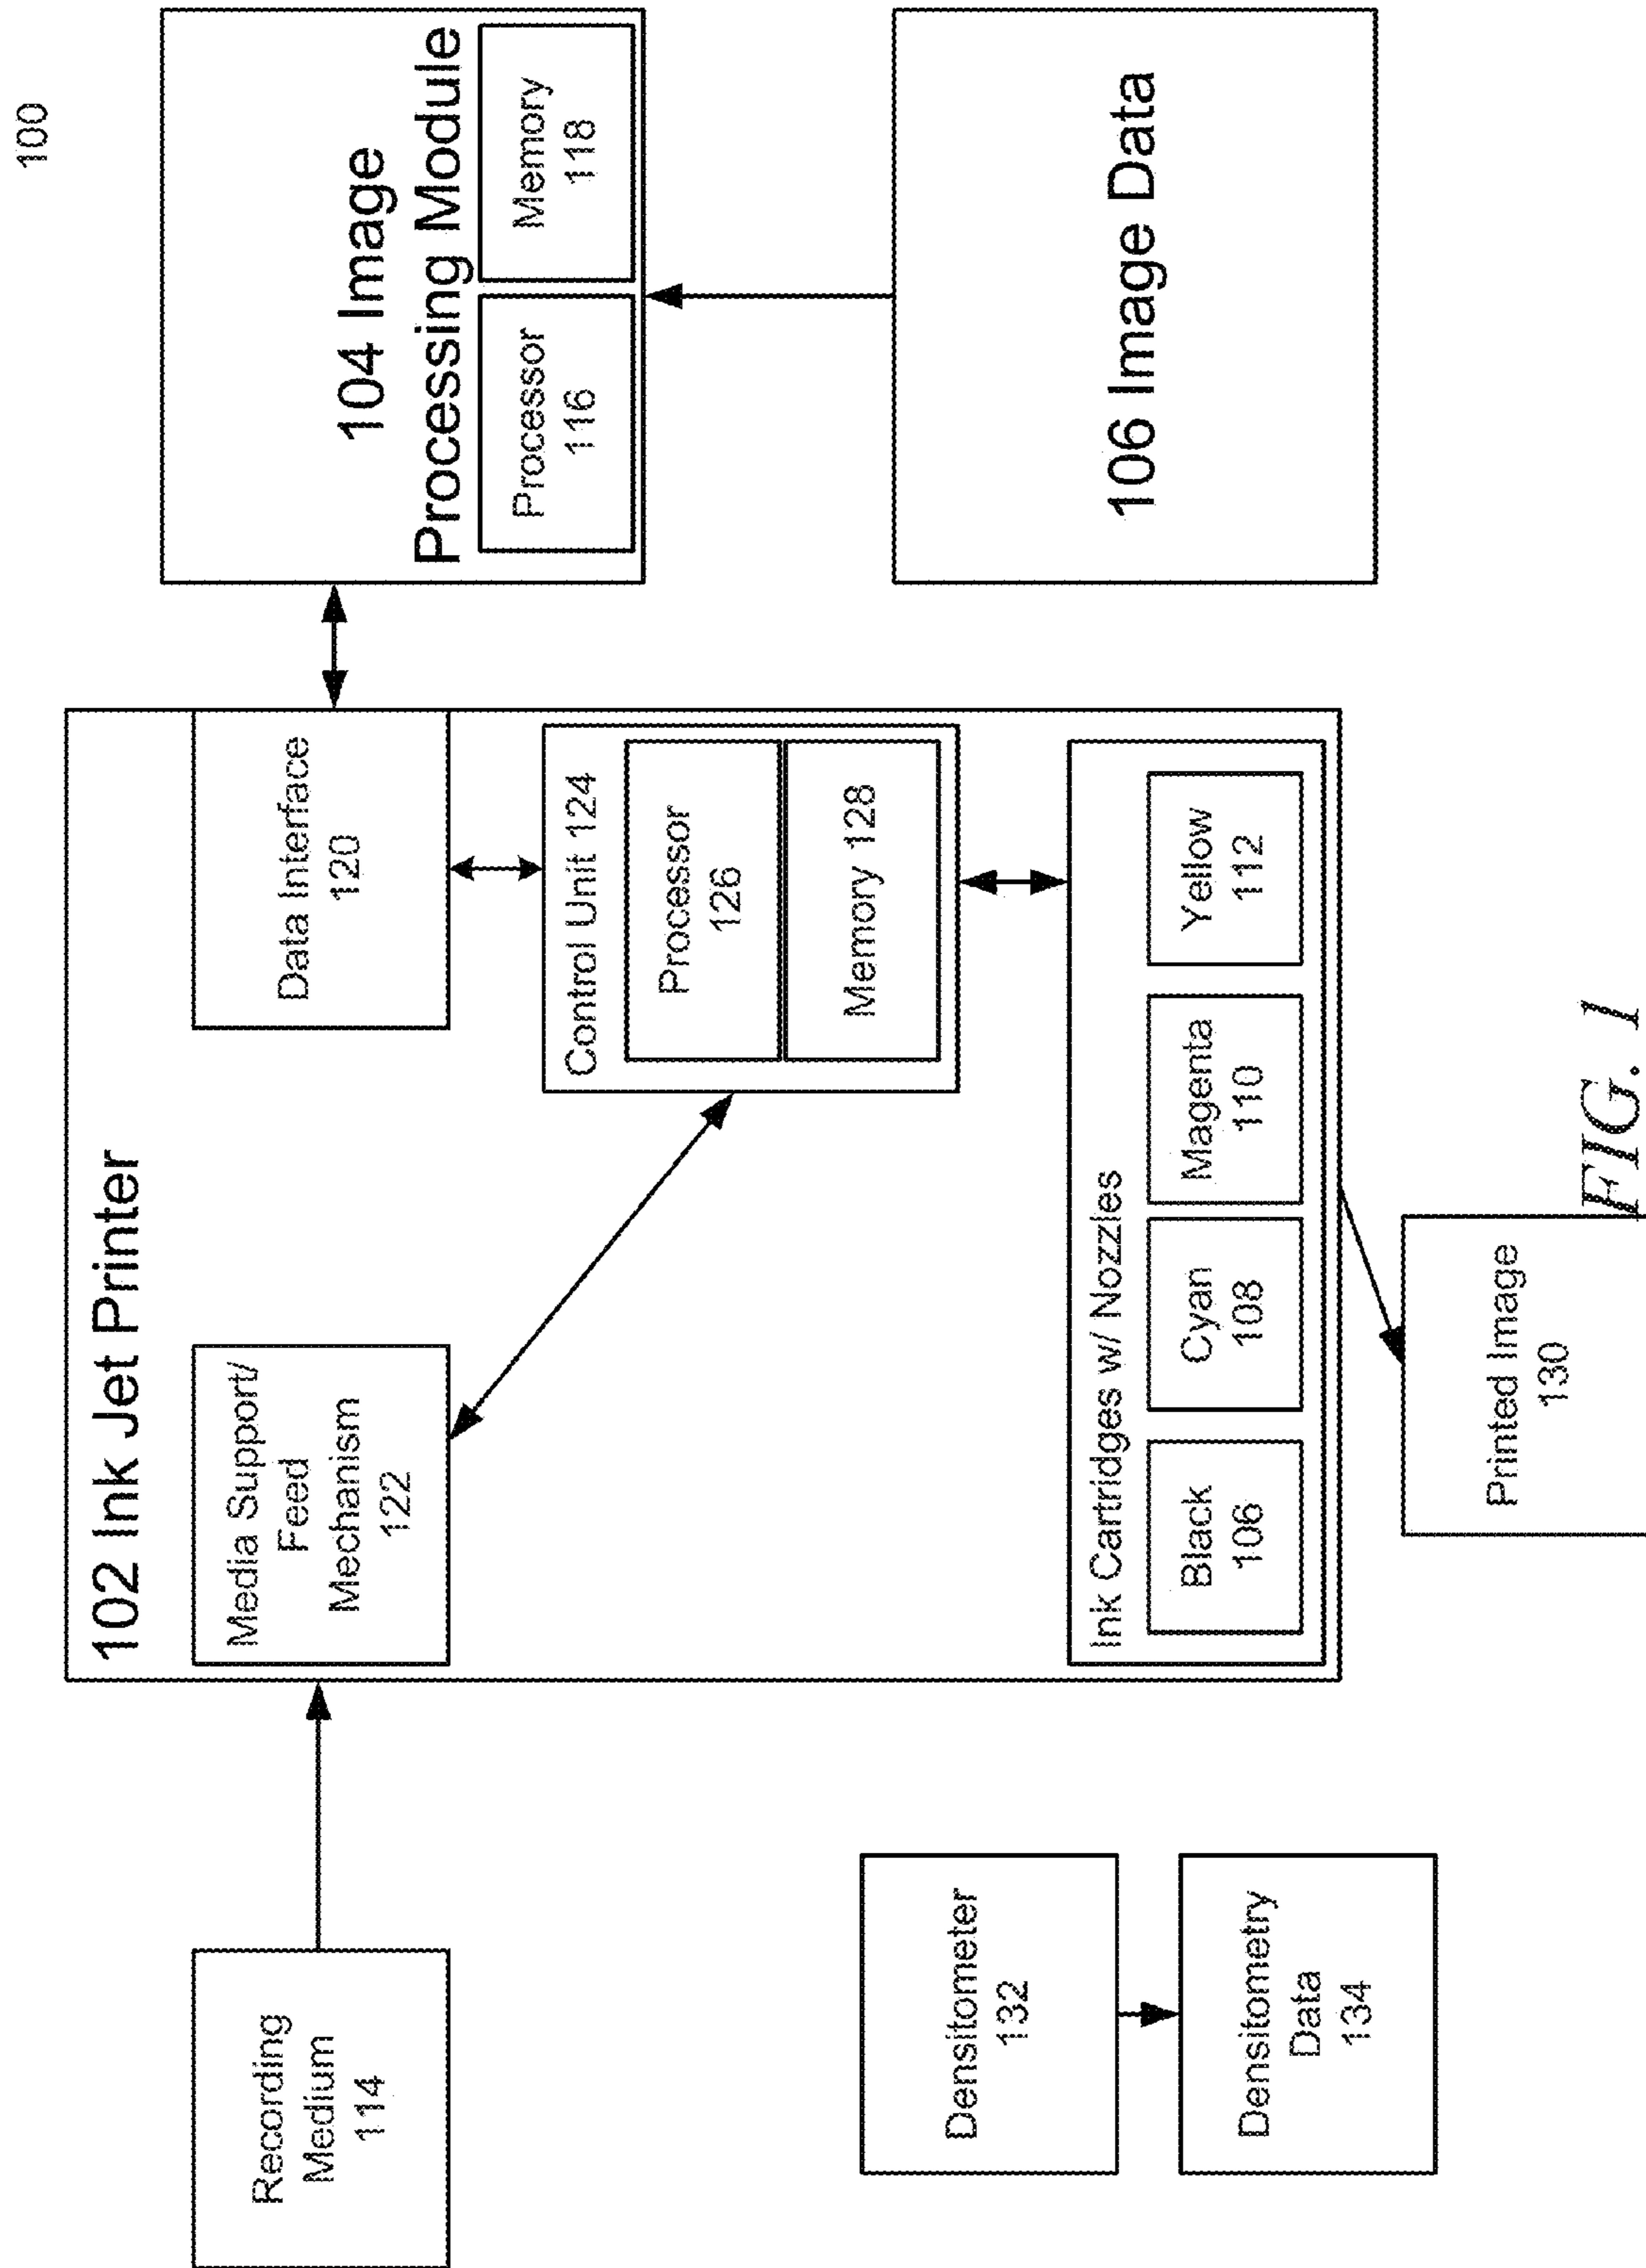 100
102 Ink Jet Printer
Recording
Medium
114
Media Support/
Feed
Mechanism
122
Data Interface
120
104 Image
Processing Module
Processor
116
Memory
118
Control Unit 124
Processor
126
Memory 128
106 Image Data
Densitometer
132
Densitometry
Data
134
Ink Cartridges w/ Nozzles
Black
106
Cyan
108
Magenta
110
Yellow
112
Printed Image
130
FIG. 1